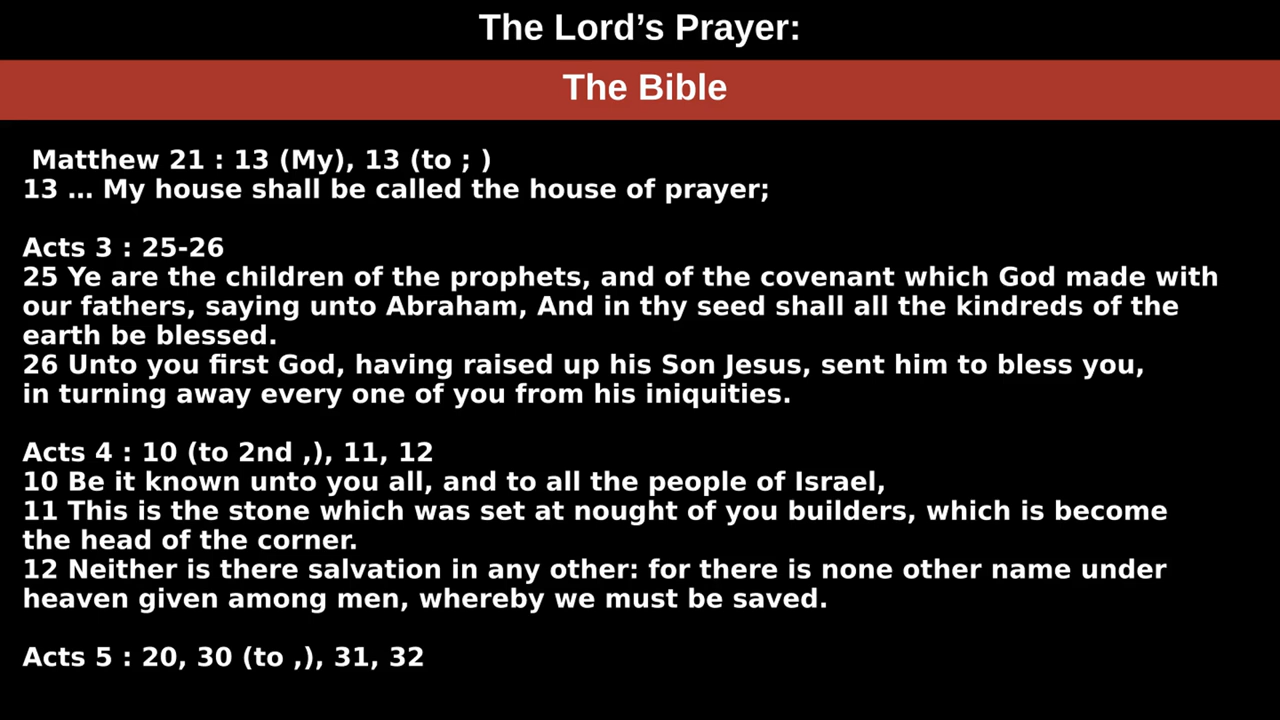 The Lord’s Prayer:
The Bible
Matthew 21 : 13 (My), 13 (to ; )
13 … My house shall be called the house of prayer;
Acts 3 : 25-26
25 Ye are the children of the prophets, and of the covenant which God made with
our fathers, saying unto Abraham, And in thy seed shall all the kindreds of the
earth be blessed.
26 Unto you first God, having raised up his Son Jesus, sent him to bless you,
in turning away every one of you from his iniquities.
Acts 4 : 10 (to 2nd ,), 11, 12
10 Be it known unto you all, and to all the people of Israel,
11 This is the stone which was set at nought of you builders, which is become
the head of the corner.
12 Neither is there salvation in any other: for there is none other name under
heaven given among men, whereby we must be saved.
Acts 5 : 20, 30 (to ,), 31, 32